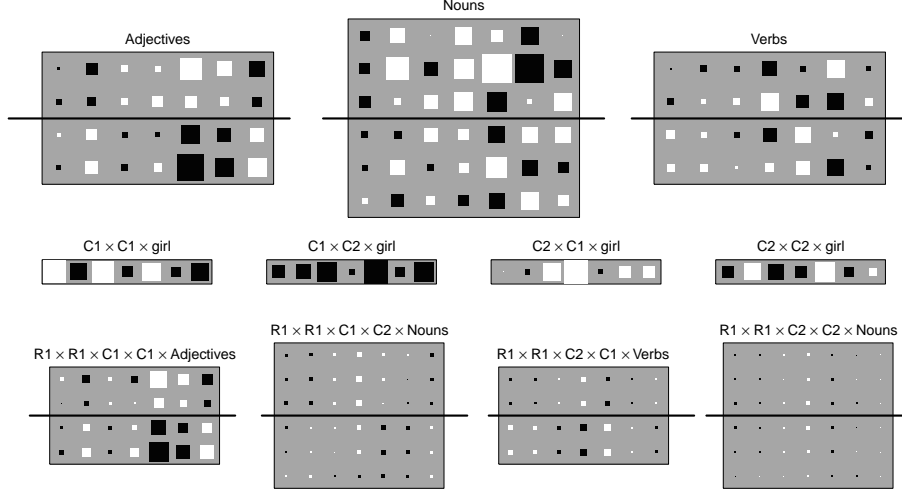 Nouns
Adjectives
Verbs
C1 × C1 × girl
C1 × C2 × girl
C2 × C1 × girl
C2 × C2 × girl
R1 × R1 × C1 × C1 × Adjectives
R1 × R1 × C1 × C2 × Nouns
R1 × R1 × C2 × C1 × Verbs
R1 × R1 × C2 × C2 × Nouns